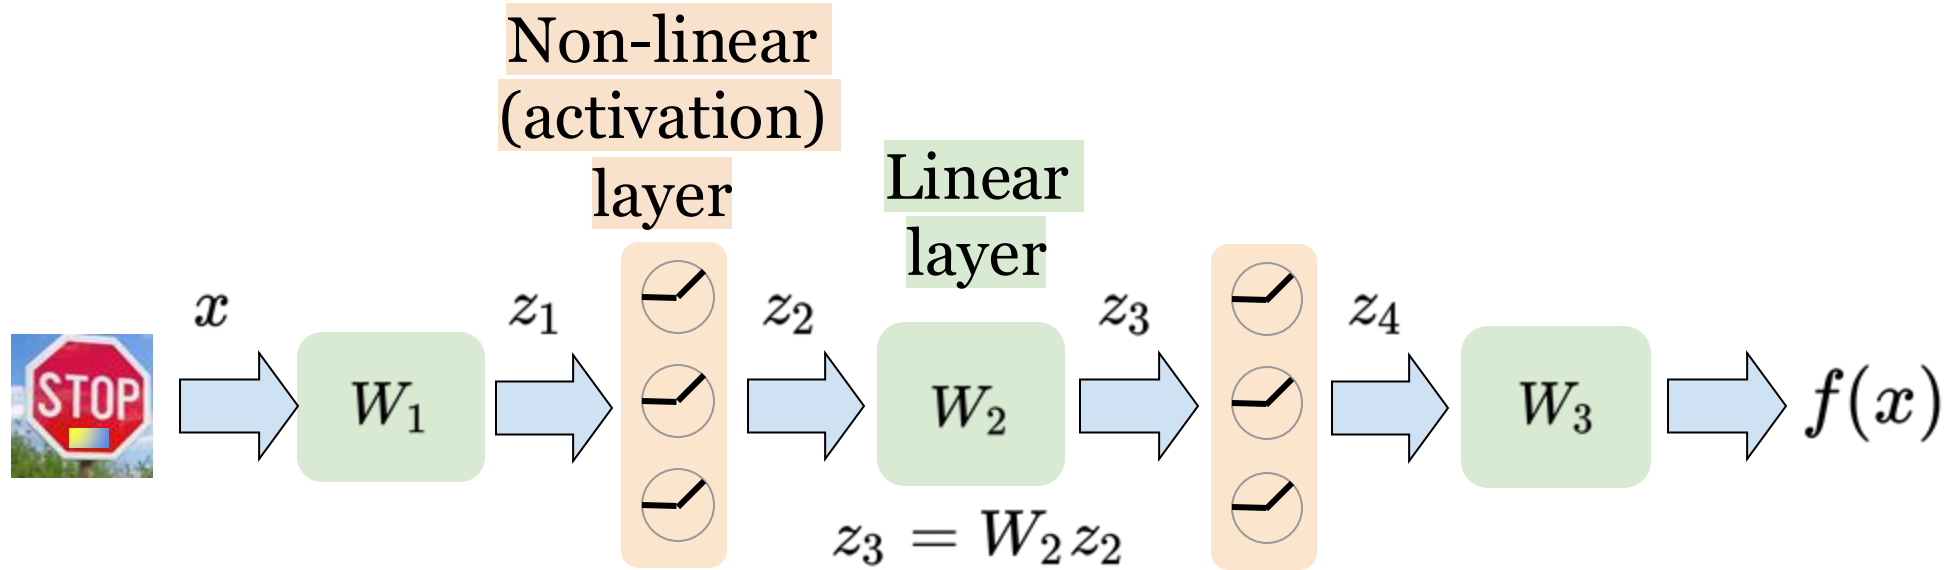 Non-linear
(activation)
layer
Linear
layer
x
z₁
z₂
z₃
z₄
STOP
W₁
W₂
W₃
f(x)
z₃ = W₂z₂